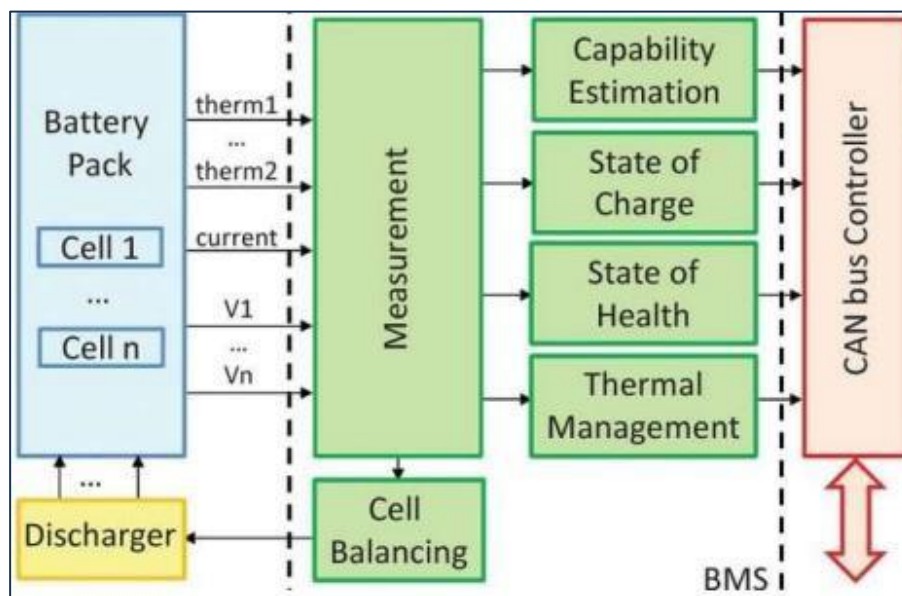 Battery
Pack
Cell 1
...
Cell n
therm1
...
therm2
current
V1
...
Vn
Measurement
Capability
Estimation
State of
Charge
State of
Health
Thermal
Management
CAN bus Controller
...
Discharger
Cell
Balancing
BMS